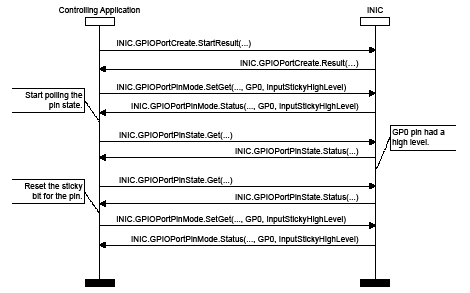 Controlling Application
INIC
INIC.GPIOPortCreate.StartResult(...)
INIC.GPIOPortCreate.Result(...)
INIC.GPIOPortPinMode.SetGet(..., GP0, InputStickyHighLevel)
Start polling the
pin state.
INIC.GPIOPortPinMode.Status(..., GP0, InputStickyHighLevel)
INIC.GPIOPortPinState.Get(...)
GP0 pin had a
high level.
INIC.GPIOPortPinState.Status(...)
INIC.GPIOPortPinState.Get(...)
Reset the sticky
bit for the pin.
INIC.GPIOPortPinState.Status(...)
INIC.GPIOPortPinMode.SetGet(..., GP0, InputStickyHighLevel)
INIC.GPIOPortPinMode.Status(..., GP0, InputStickyHighLevel)